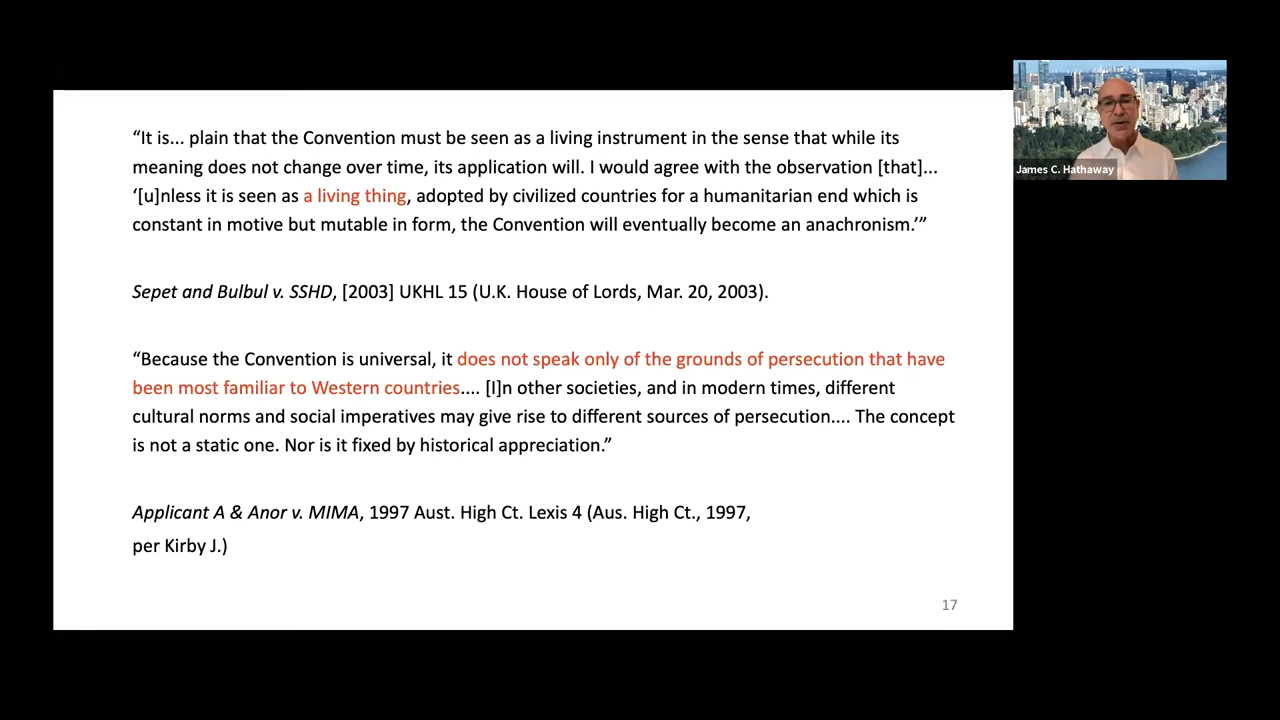 “It is... plain that the Convention must be seen as a living instrument in the sense that while its
meaning does not change over time, its application will. I would agree with the observation [that]...
‘[u]nless it is seen as a living thing, adopted by civilized countries for a humanitarian end which is
constant in motive but mutable in form, the Convention will eventually become an anachronism.’”
Sepet and Bulbul v. SSHD, [2003] UKHL 15 (U.K. House of Lords, Mar. 20, 2003).
“Because the Convention is universal, it does not speak only of the grounds of persecution that have
been most familiar to Western countries.... [I]n other societies, and in modern times, different
cultural norms and social imperatives may give rise to different sources of persecution.... The concept
is not a static one. Nor is it fixed by historical appreciation.”
Applicant A & Anor v. MIMA, 1997 Aust. High Ct. Lexis 4 (Aus. High Ct., 1997,
per Kirby J.)
17
James C. Hathaway